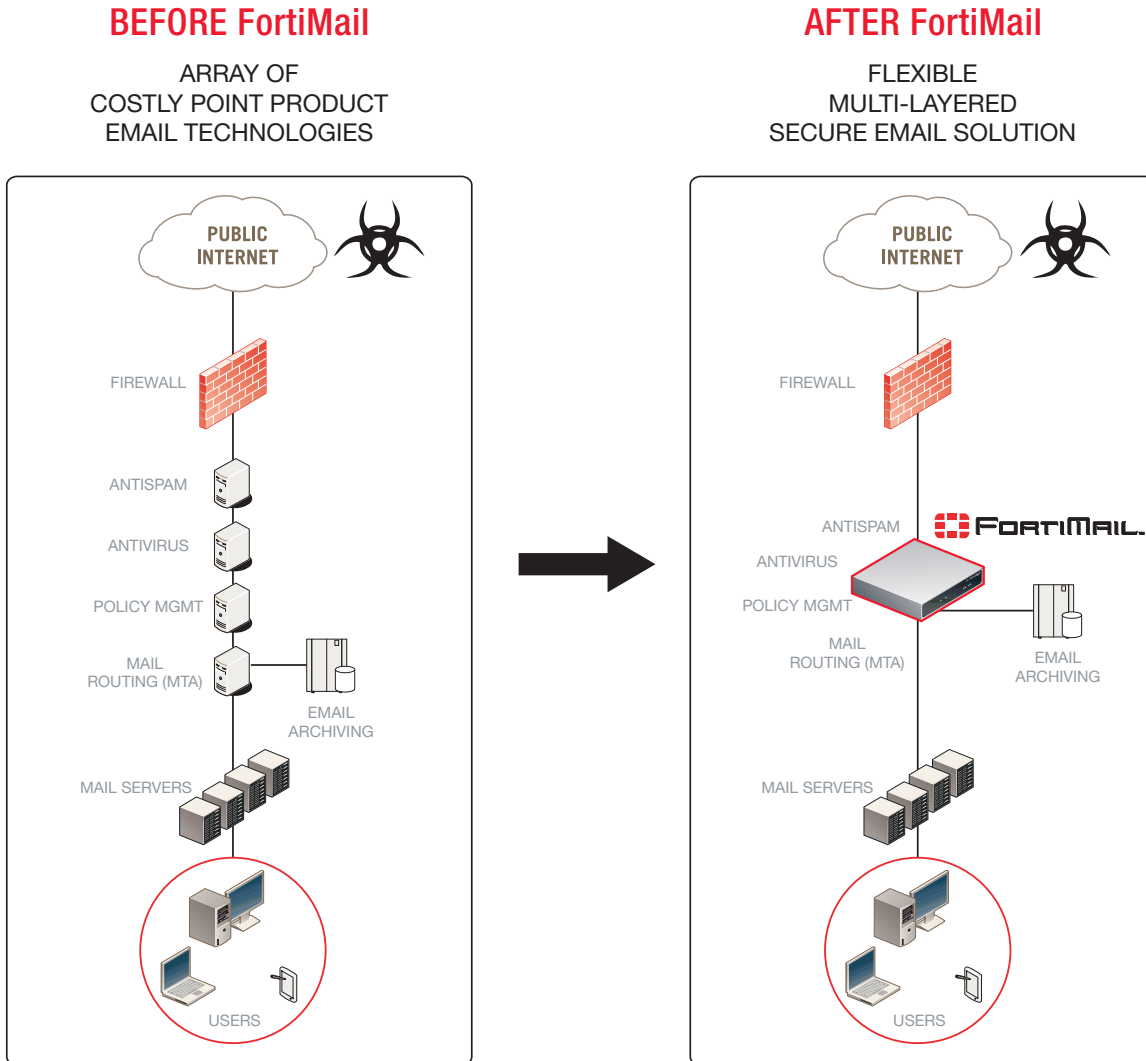 BEFORE FortiMail
ARRAY OF
COSTLY POINT PRODUCT
EMAIL TECHNOLOGIES
PUBLIC
INTERNET
FIREWALL
ANTISPAM
ANTIVIRUS
POLICY MGMT
MAIL
ROUTING (MTA)
EMAIL
ARCHIVING
MAIL SERVERS
USERS
AFTER FortiMail
FLEXIBLE
MULTI-LAYERED
SECURE EMAIL SOLUTION
PUBLIC
INTERNET
FIREWALL
ANTISPAM
FORTIMAIL
ANTIVIRUS
POLICY MGMT
MAIL
ROUTING (MTA)
EMAIL
ARCHIVING
MAIL SERVERS
USERS